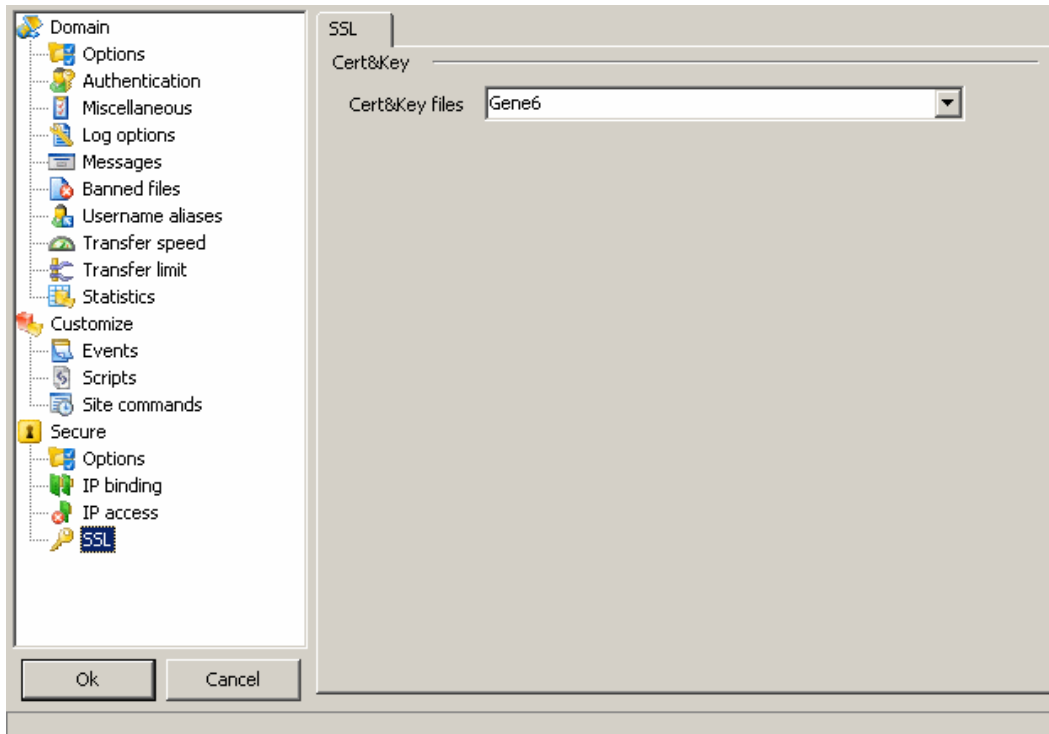 Domain
Options
Authentication
Miscellaneous
Log options
Messages
Banned files
Username aliases
Transfer speed
Transfer limit
Statistics
Customize
Events
Scripts
Site commands
Secure
Options
IP binding
IP access
SSL
Ok Cancel
SSL
Cert&Key
Cert&Key files Gene6